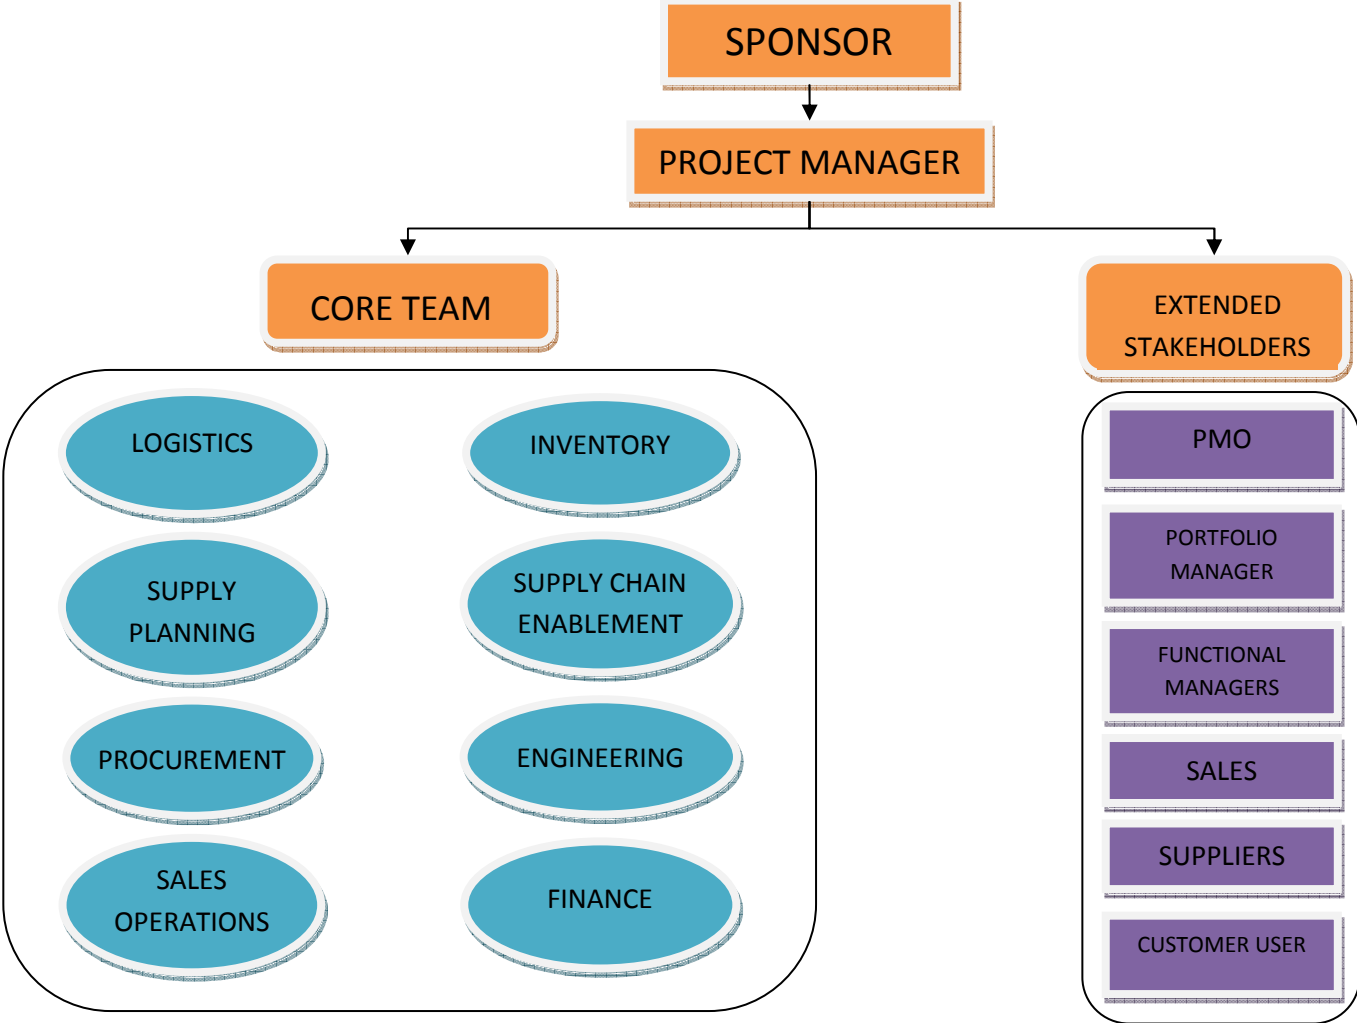 SPONSOR
PROJECT MANAGER
CORE TEAM
EXTENDED
STAKEHOLDERS
LOGISTICS
INVENTORY
SUPPLY
PLANNING
SUPPLY CHAIN
ENABLEMENT
PROCUREMENT
ENGINEERING
SALES
OPERATIONS
FINANCE
PMO
PORTFOLIO
MANAGER
FUNCTIONAL
MANAGERS
SALES
SUPPLIERS
CUSTOMER USER